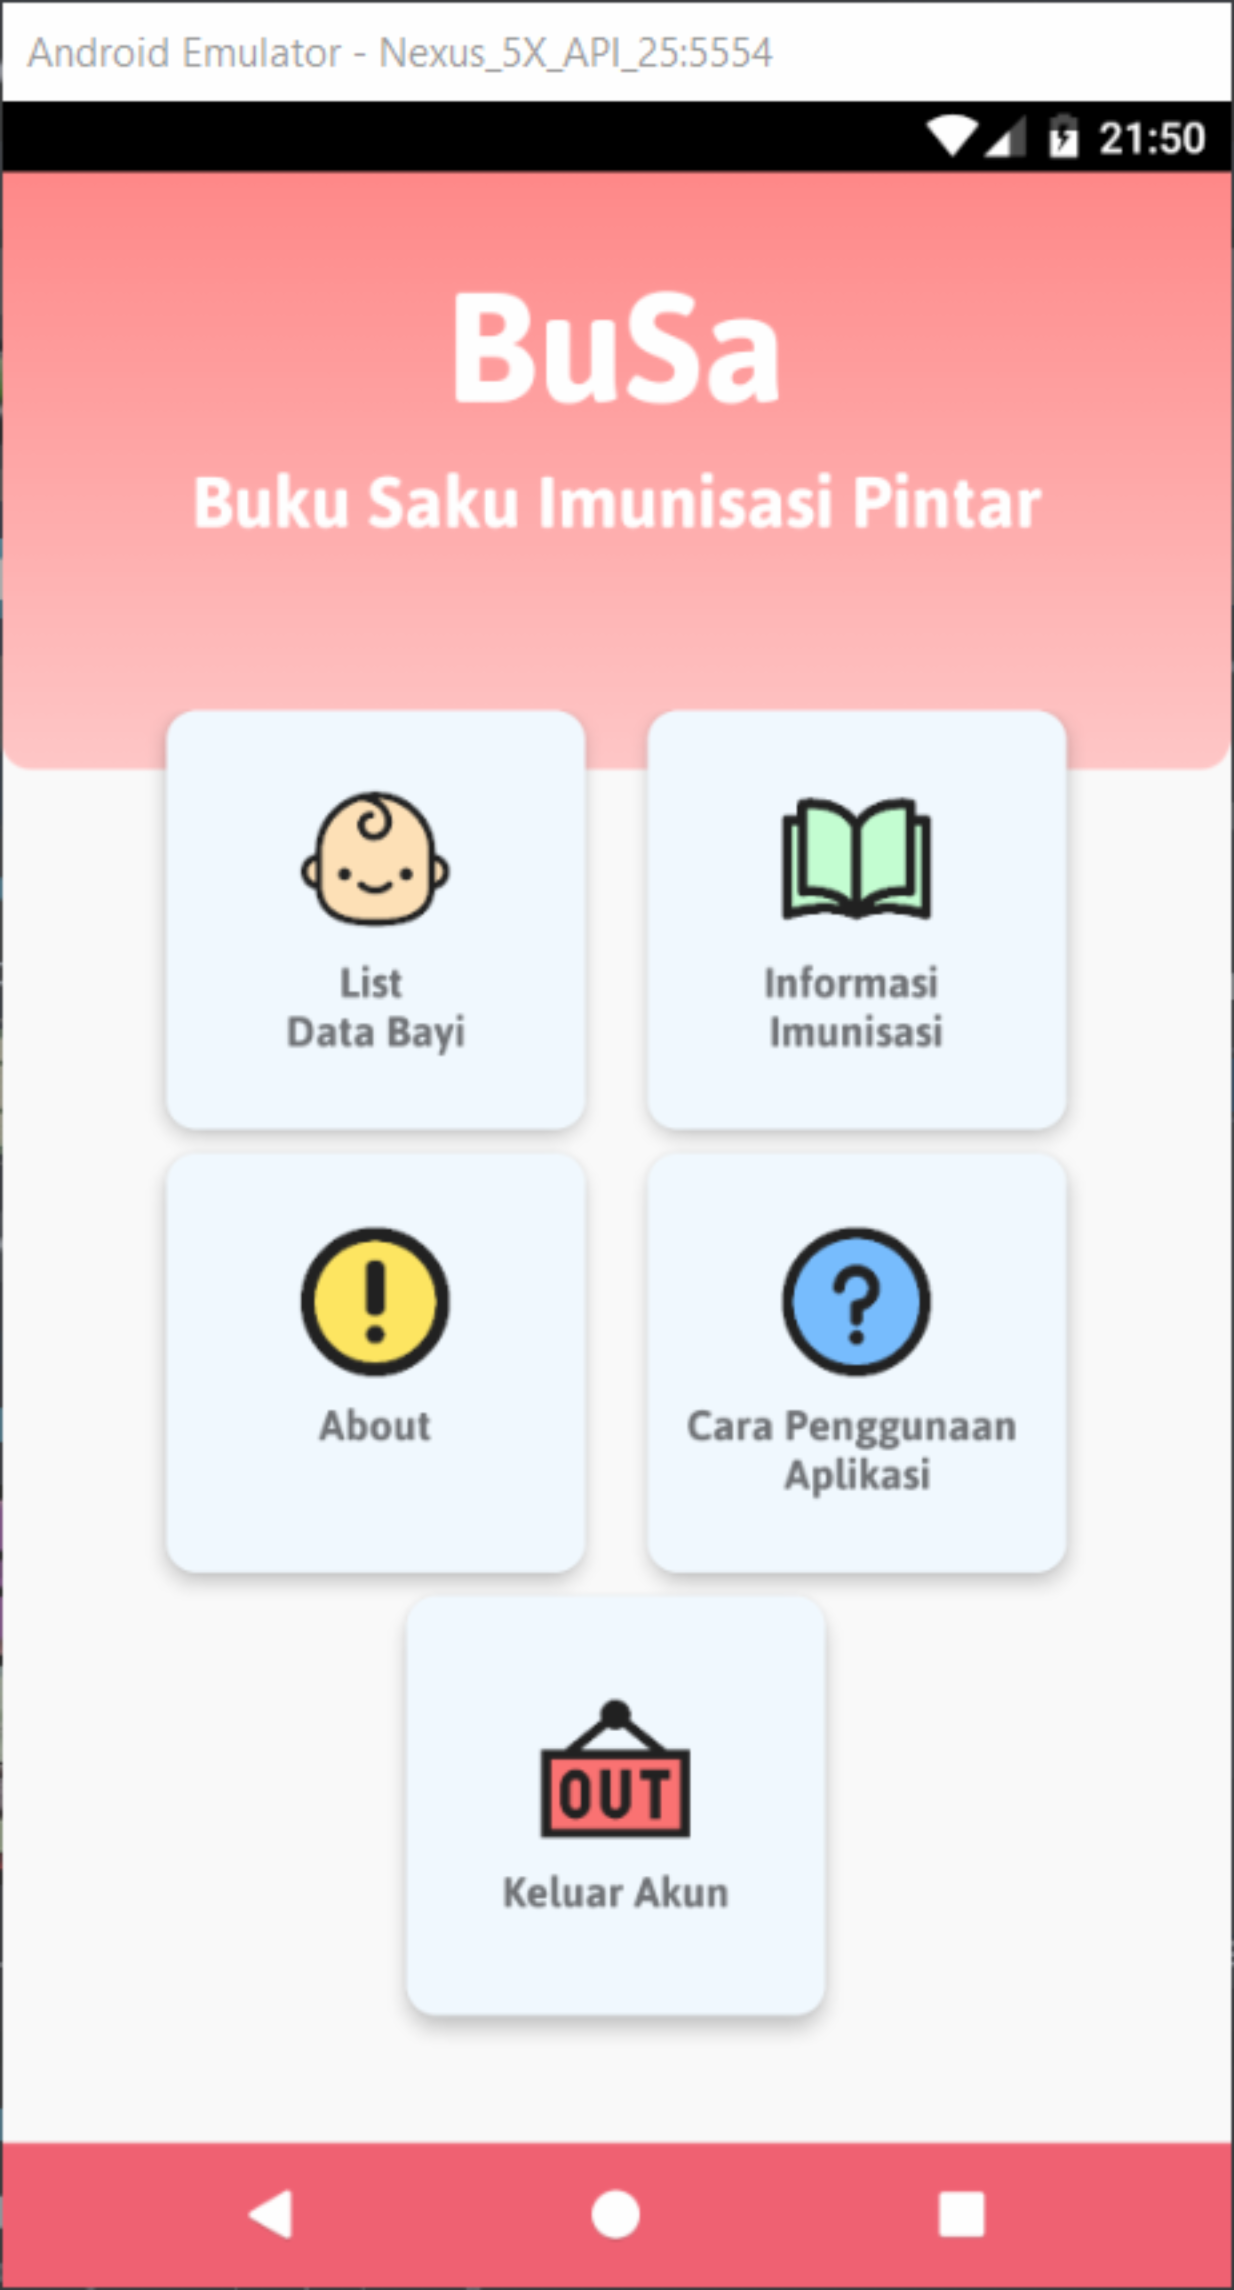 Android Emulator - Nexus_5X_API_25:5554
21:50
BuSa
Buku Saku Imunisasi Pintar
List
Data Bayi
Informasi
Imunisasi
About
Cara Penggunaan
Aplikasi
OUT
Keluar Akun